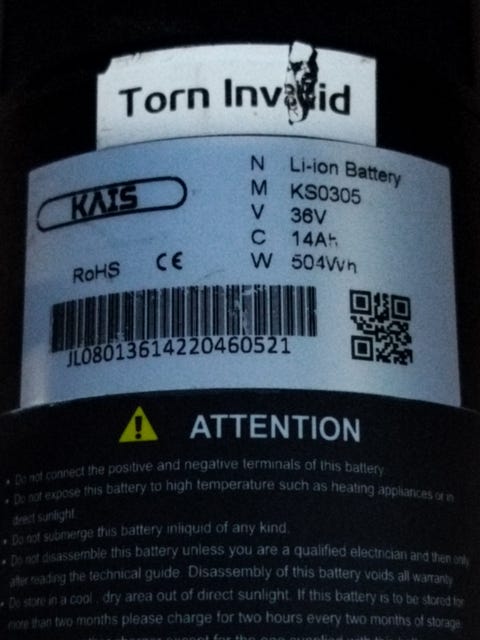 Torn Invalid
KAIS
N Li-ion Battery
M KS0305
V 36V
C 14Ah
W 504Wh
RoHS CE
JL08013614220460521
ATTENTION
• Do not connect the positive and negative terminals of this battery.
• Do not expose this battery to high temperature such as heating appliances or in
direct sunlight.
• Do not submerge this battery inliquid of any kind.
• Do not disassemble this battery unless you are a qualified electrician and then only
after reading the technical guide. Disassembly of this battery voids all warranty
• Do store in a cool , dry area out of direct sunlight. If this battery is to be stored for
more than two months please charge for two hours every two months of storage.